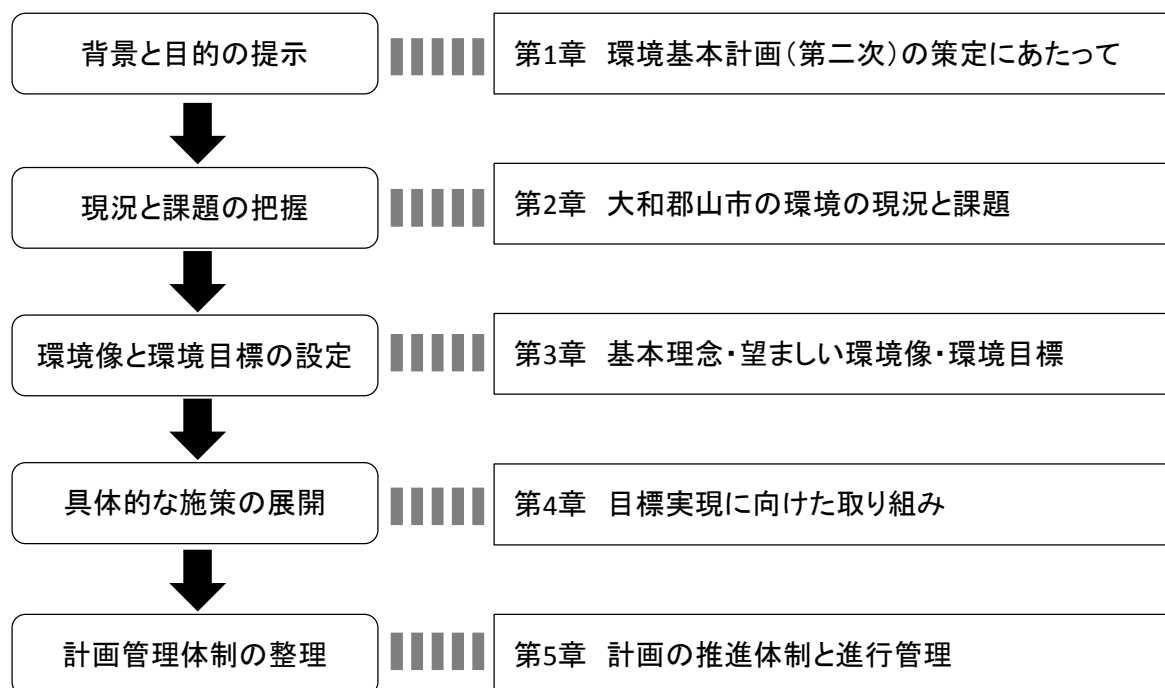 背景と目的の提示
第1章 環境基本計画(第二次)の策定にあたって
現況と課題の把握
第2章 大和郡山市の環境の現況と課題
環境像と環境目標の設定
第3章 基本理念・望ましい環境像・環境目標
具体的な施策の展開
第4章 目標実現に向けた取り組み
計画管理体制の整理
第5章 計画の推進体制と進行管理